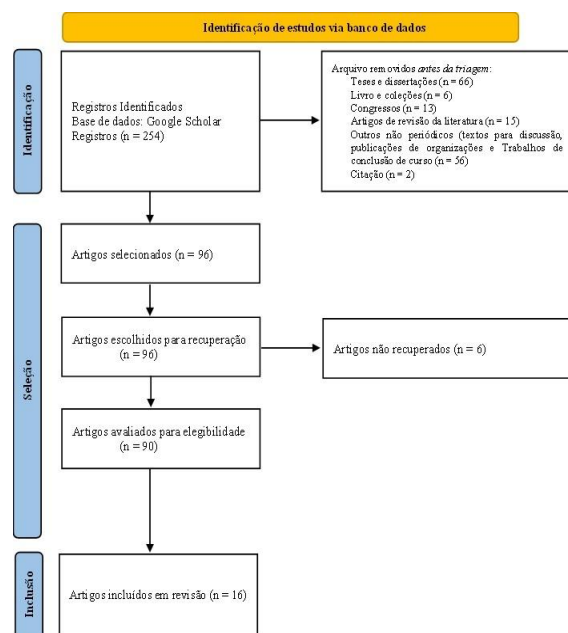 Identificação de estudos via banco de dados
Identificação
Registros Identificados
Base de dados: Google Scholar
Registros (n = 254)
Arquivo removidos antes da triagem:
Teses e dissertações (n = 66)
Livro e coleções (n = 6)
Congressos (n = 13)
Artigos de revisão da literatura (n = 15)
Outros não periódicos (textos para discussão,
publicações de organizações e Trabalhos de
conclusão de curso (n = 56)
Citação (n = 2)
Seleção
Artigos selecionados (n = 96)
Artigos escolhidos para recuperação
(n = 96)
Artigos não recuperados (n = 6)
Artigos avaliados para elegibilidade
(n = 90)
Inclusão
Artigos incluídos em revisão (n = 16)